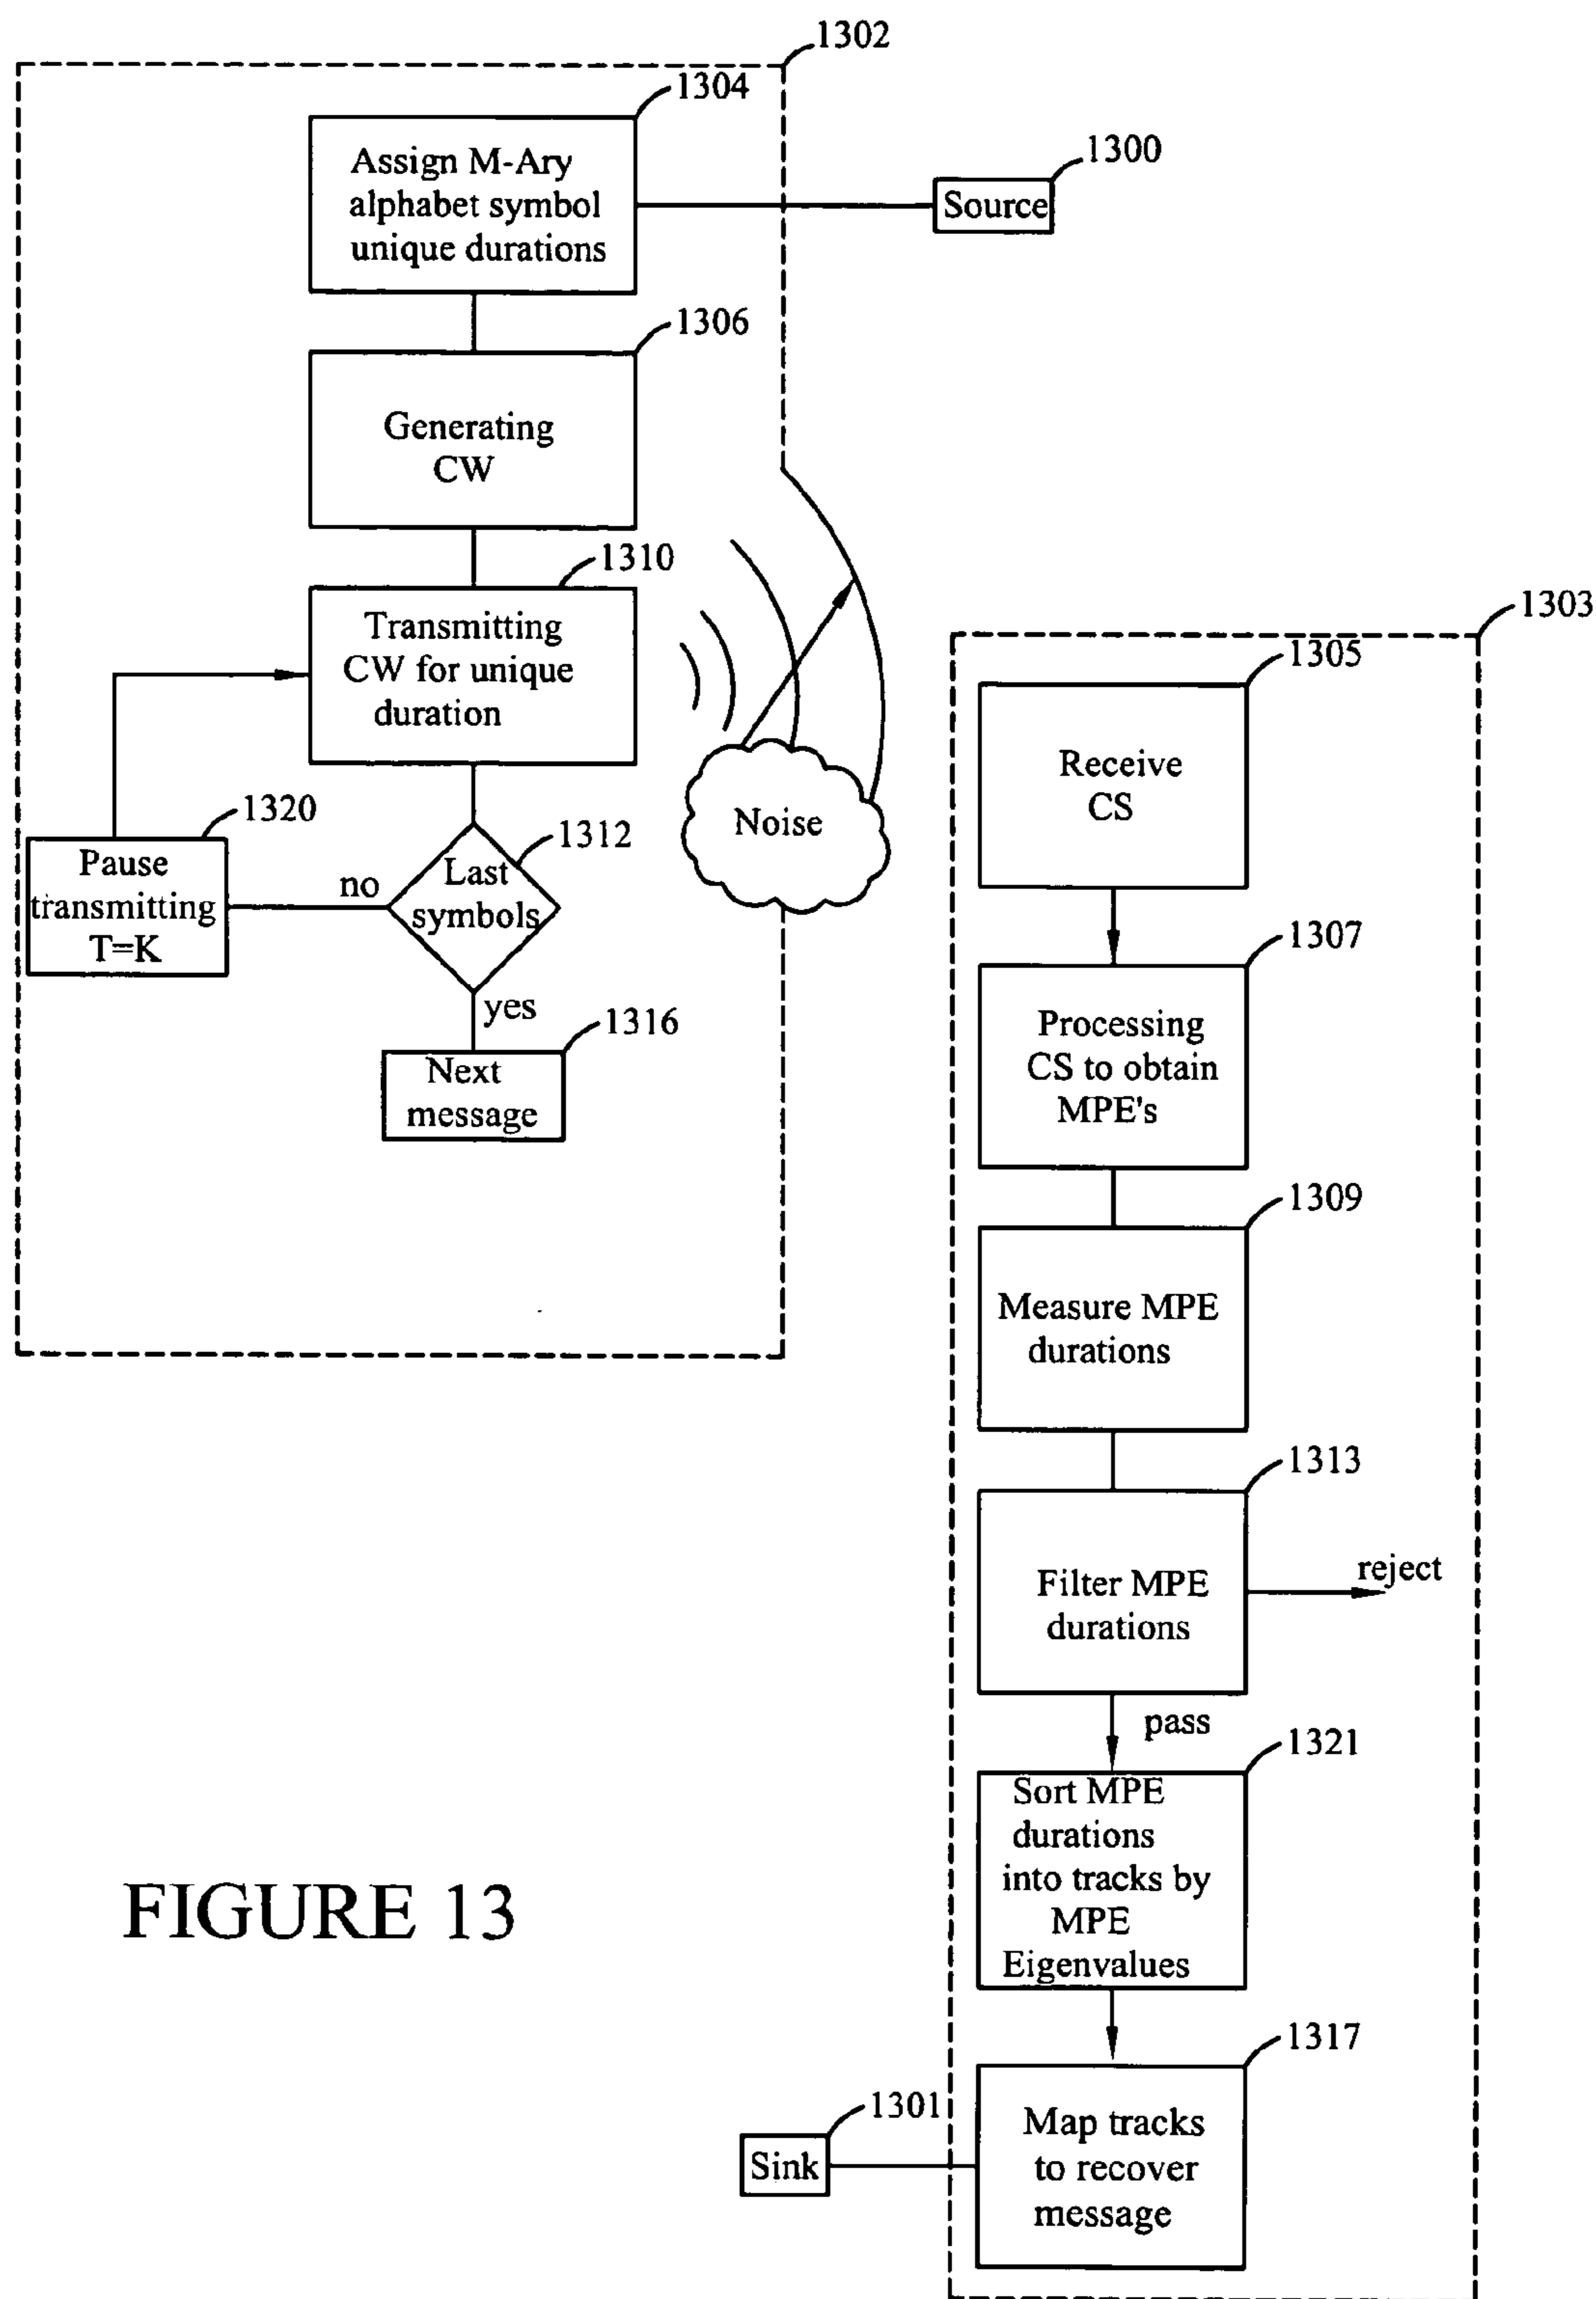 1302
1304
Assign M-Ary
alphabet symbol
unique durations
1300
Source
1306
Generating
CW
1310
Transmitting
CW for unique
duration
1320
Pause
transmitting
T=K
no
1312
Last
symbols
yes
1316
Next
message
Noise
1303
1305
Receive
CS
1307
Processing
CS to obtain
MPE's
1309
Measure MPE
durations
1313
Filter MPE
durations
reject
pass
1321
Sort MPE
durations
into tracks by
MPE
Eigenvalues
1317
Map tracks
to recover
message
1301
Sink
FIGURE 13